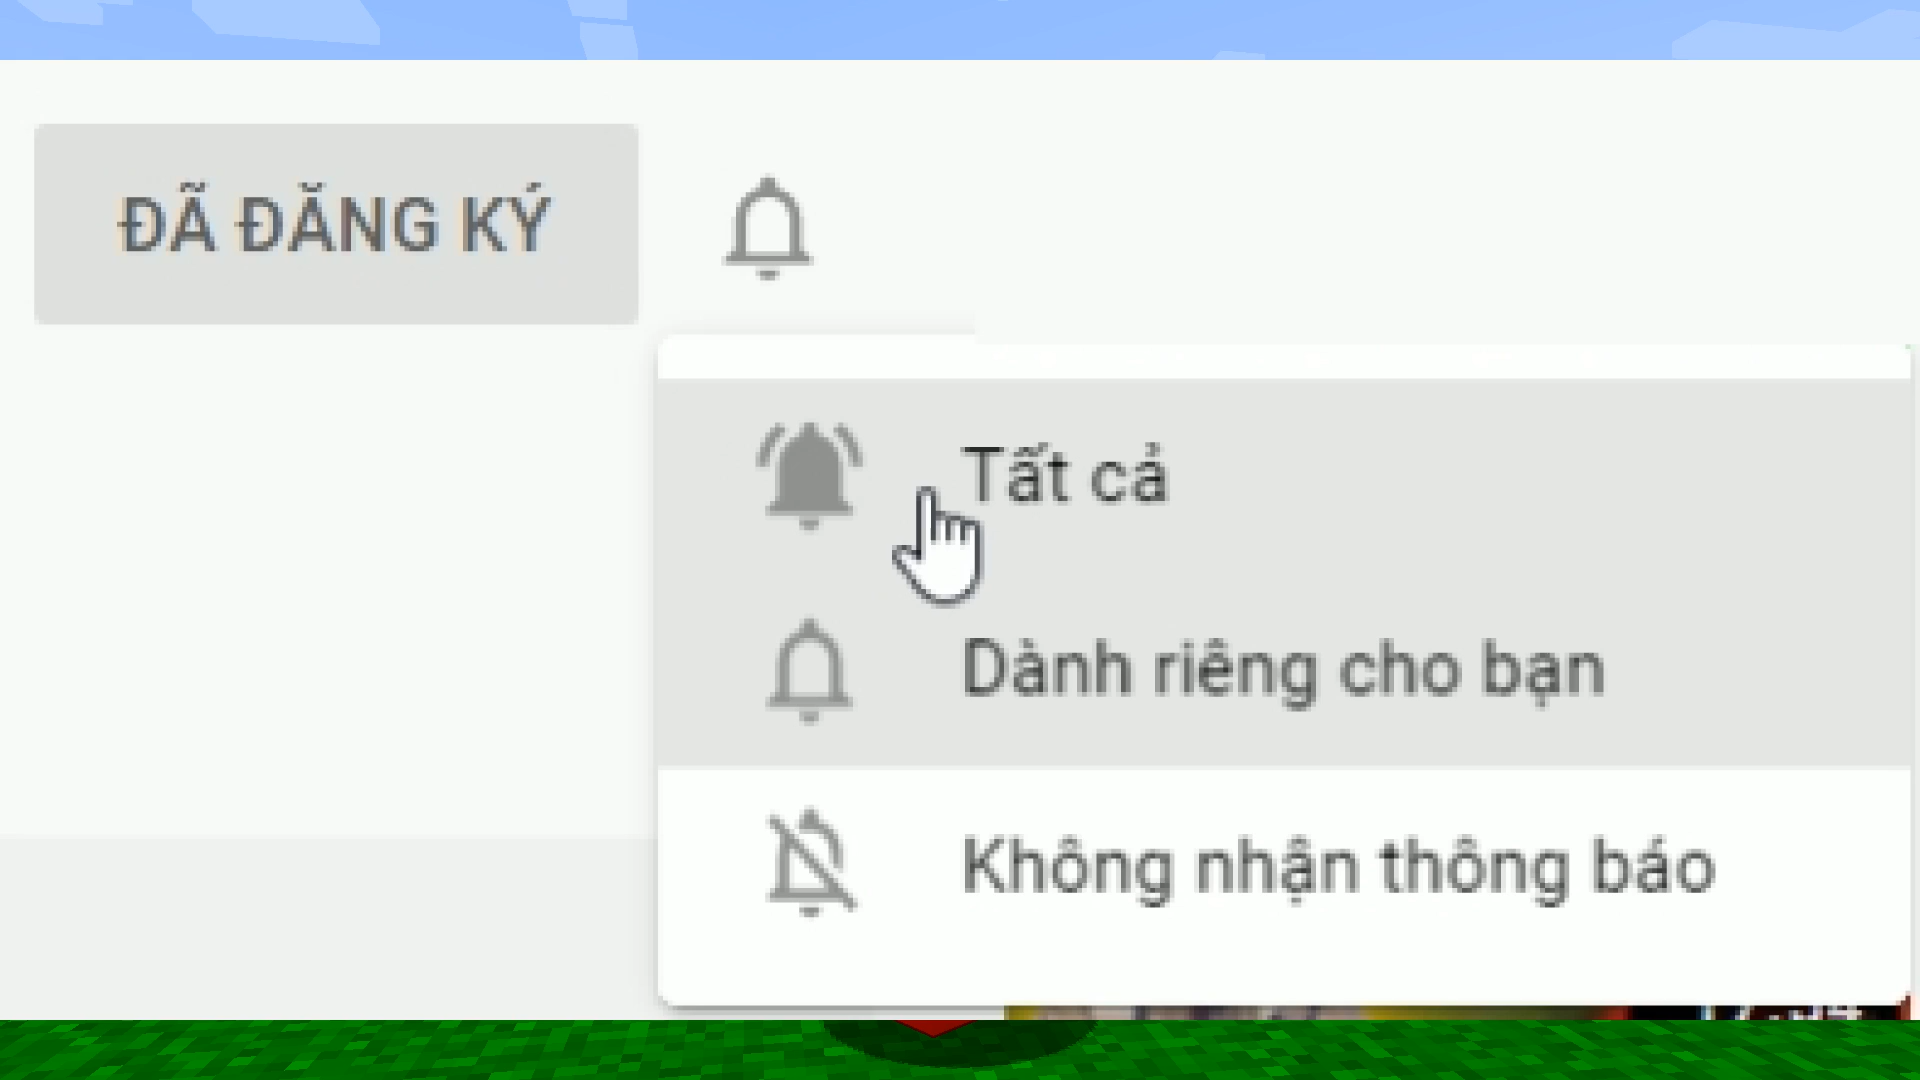 ĐÃ ĐĂNG KÝ
Tất cả
Dành riêng cho bạn
Không nhận thông báo